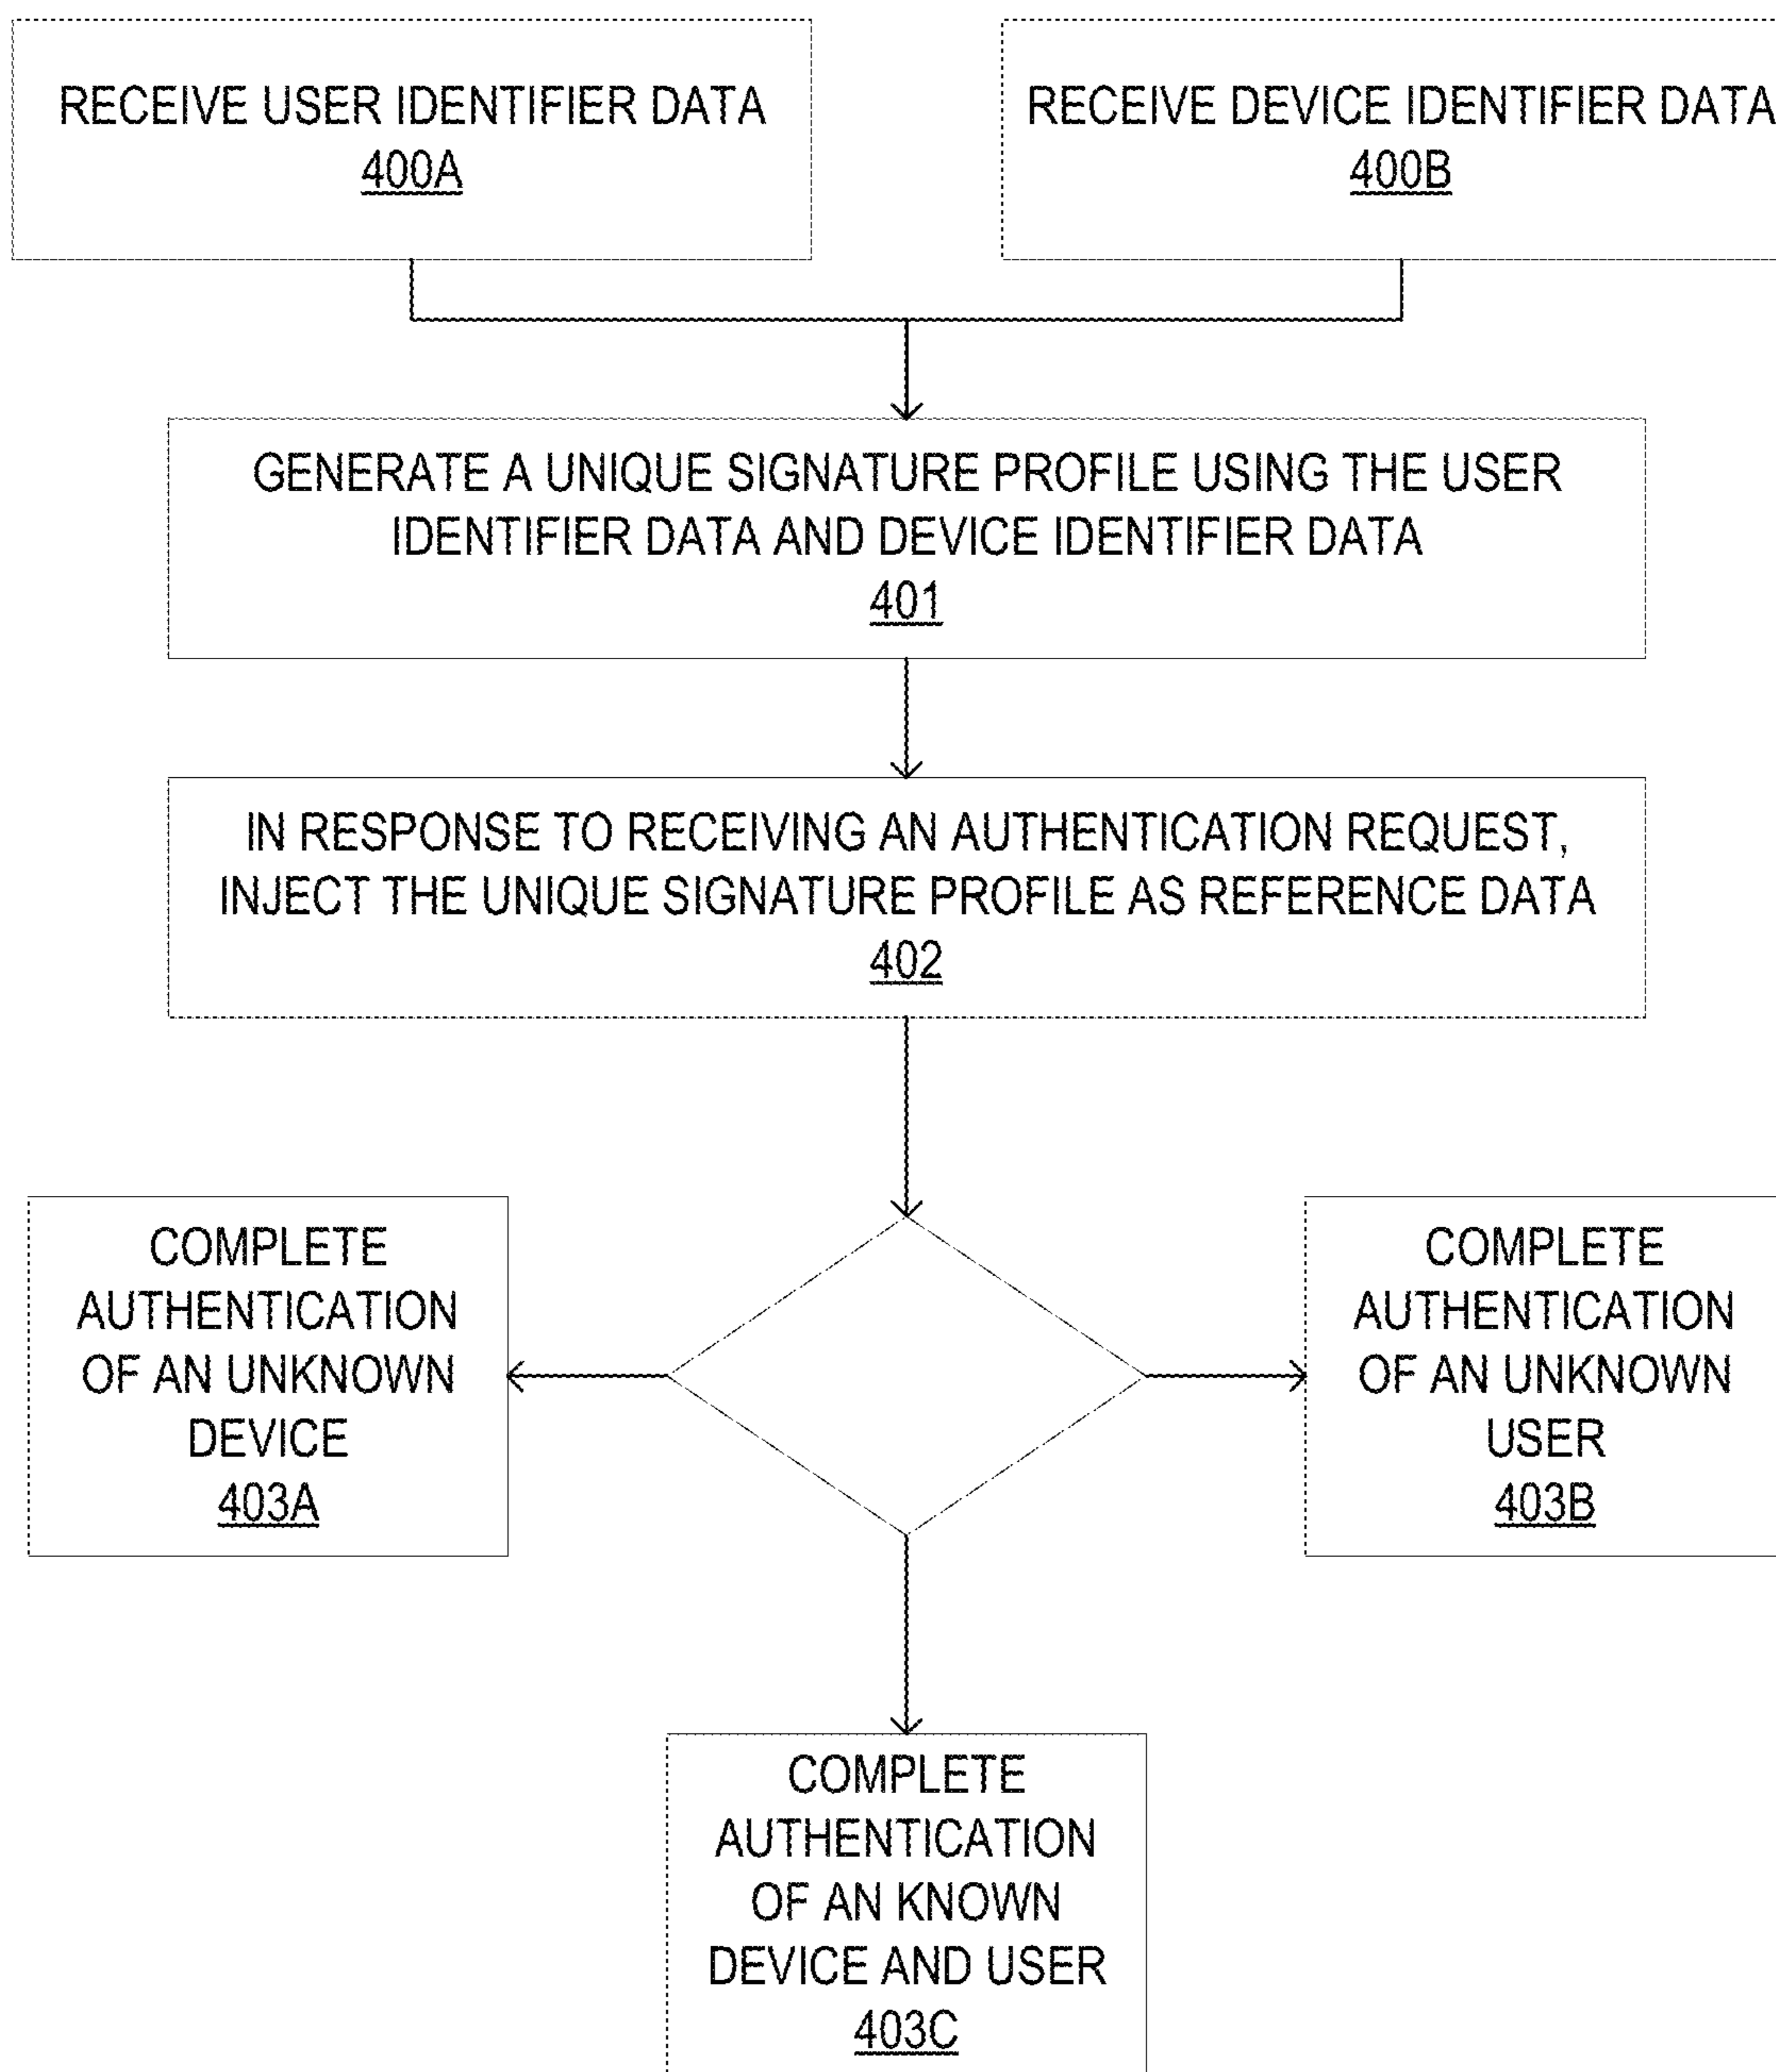 RECEIVE USER IDENTIFIER DATA
400A
RECEIVE DEVICE IDENTIFIER DATA
400B
GENERATE A UNIQUE SIGNATURE PROFILE USING THE USER
IDENTIFIER DATA AND DEVICE IDENTIFIER DATA
401
IN RESPONSE TO RECEIVING AN AUTHENTICATION REQUEST,
INJECT THE UNIQUE SIGNATURE PROFILE AS REFERENCE DATA
402
COMPLETE
AUTHENTICATION
OF AN UNKNOWN
DEVICE
403A
COMPLETE
AUTHENTICATION
OF AN UNKNOWN
USER
403B
COMPLETE
AUTHENTICATION
OF AN KNOWN
DEVICE AND USER
403C